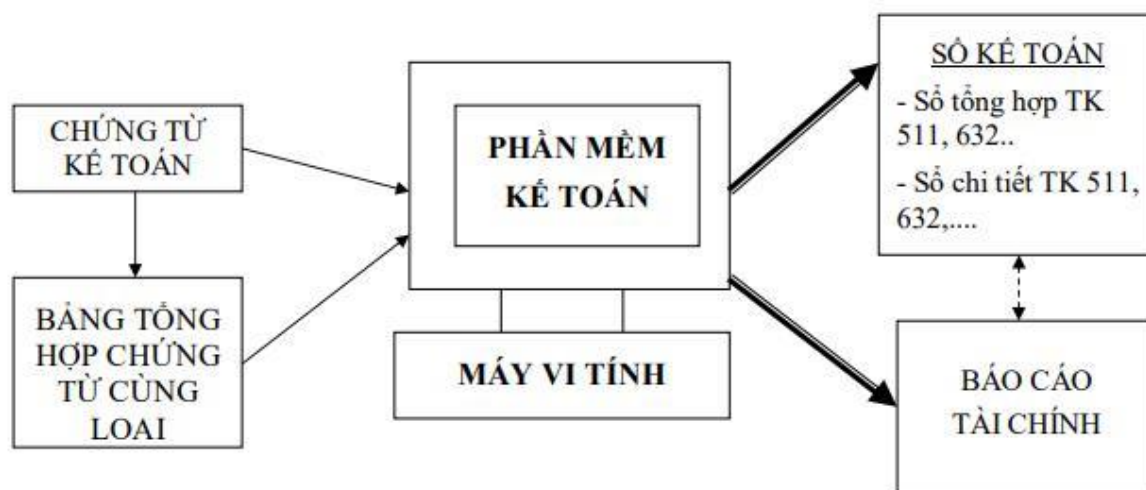 CHỨNG TỪ
KẾ TOÁN
BẢNG TỔNG
HỢP CHỨNG
TỪ CÙNG
LOẠI
PHẦN MỀM
KẾ TOÁN
MÁY VI TÍNH
SỔ KẾ TOÁN
- Sổ tổng hợp TK
511, 632..
- Sổ chi tiết TK 511,
632,....
BÁO CÁO
TÀI CHÍNH